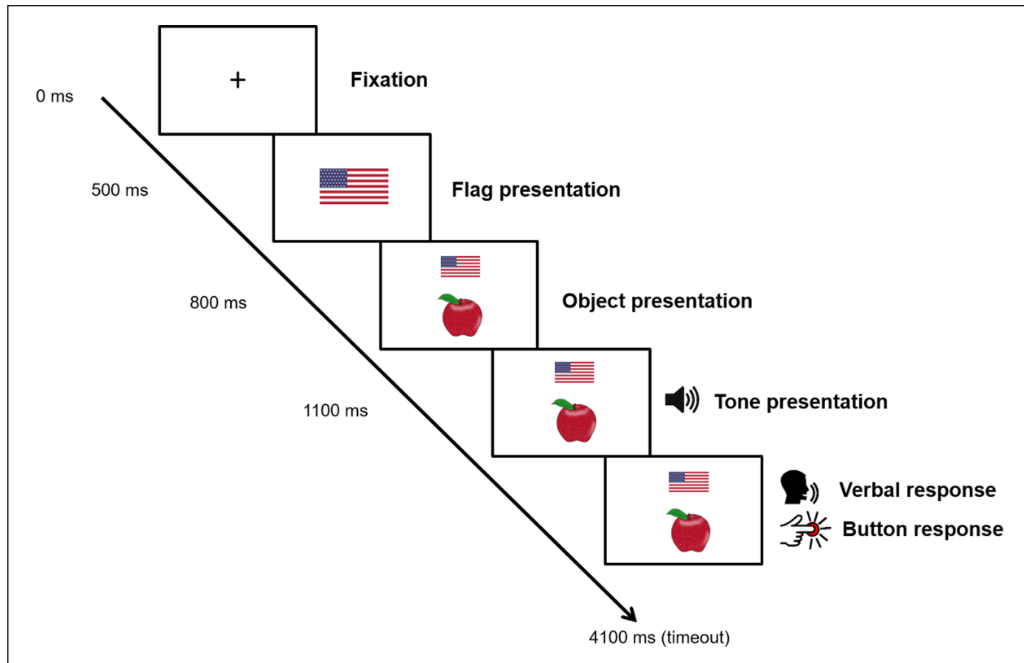 +
Fixation
0 ms
500 ms
Flag presentation
800 ms
Object presentation
1100 ms
Tone presentation
Verbal response
Button response
4100 ms (timeout)